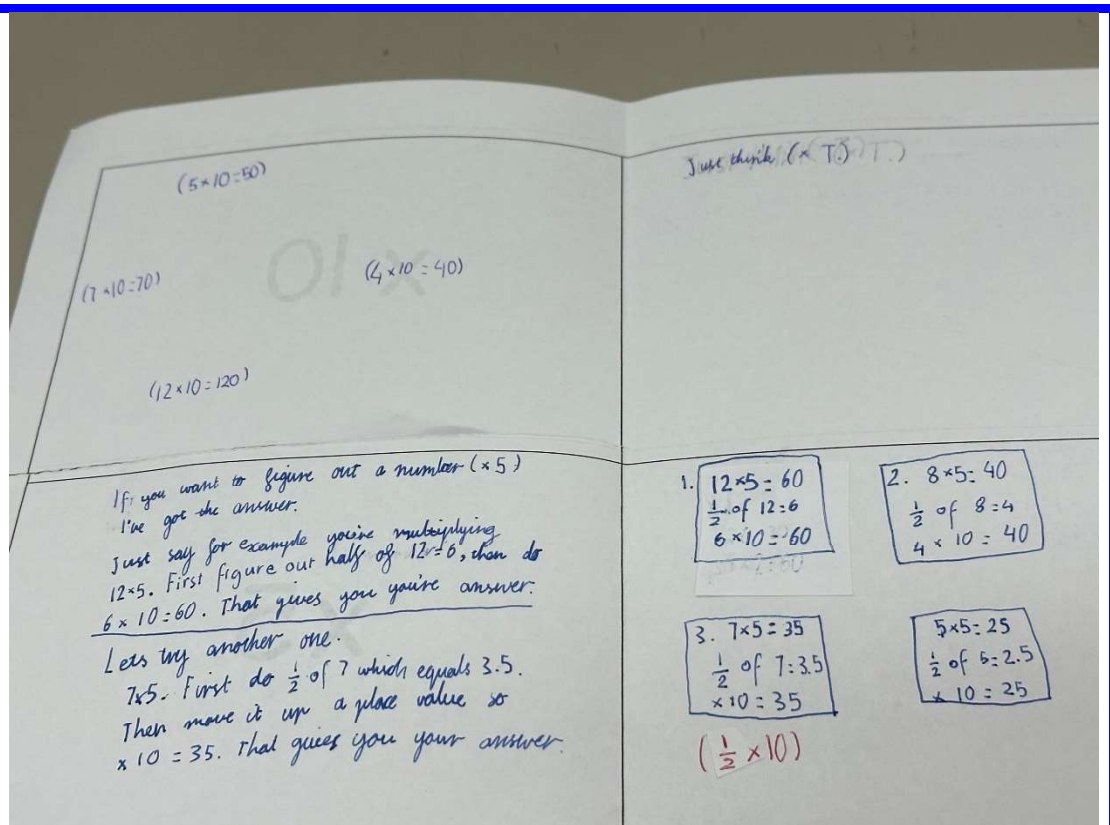 (5×10=50)
Just think (× T.)
(7×10=70)
(4×10=40)
× 10
(12×10=120)
If you want to figure out a number (×5)
I've got the answer.
Just say for example you're multiplying
12×5. First figure out half of 12=6, then do
6×10=60. That gives you you're answer.
Lets try another one.
7×5. First do ½ of 7 which equals 3.5.
Then move it up a place value so
×10=35. That gives you your answer.
1. 12×5=60
½ of 12=6
6×10=60
2. 8×5=40
½ of 8=4
4×10=40
3. 7×5=35
½ of 7=3.5
×10=35
5×5=25
½ of 5=2.5
×10=25
(½ ×10)